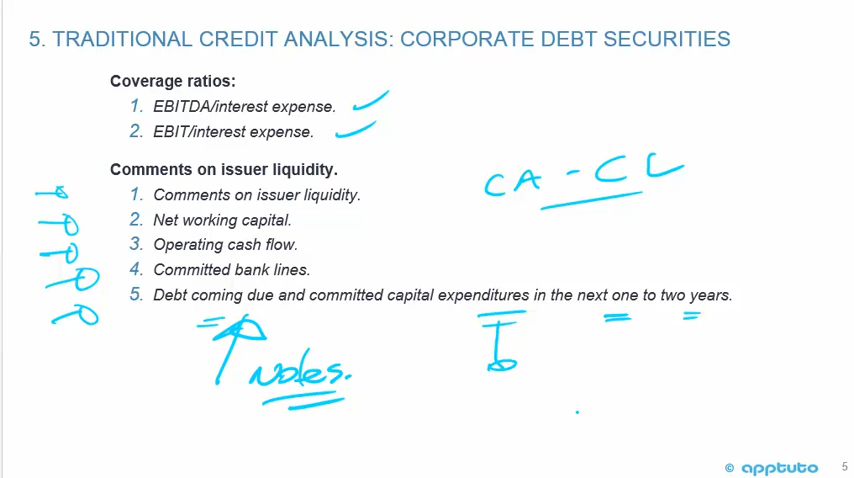 5. TRADITIONAL CREDIT ANALYSIS: CORPORATE DEBT SECURITIES
Coverage ratios:
1. EBITDA/interest expense.
2. EBIT/interest expense.
Comments on issuer liquidity.
CA - CL
1. Comments on issuer liquidity.
2. Net working capital.
3. Operating cash flow.
4. Committed bank lines.
5. Debt coming due and committed capital expenditures in the next one to two years.
Notes.
© apptuto 5